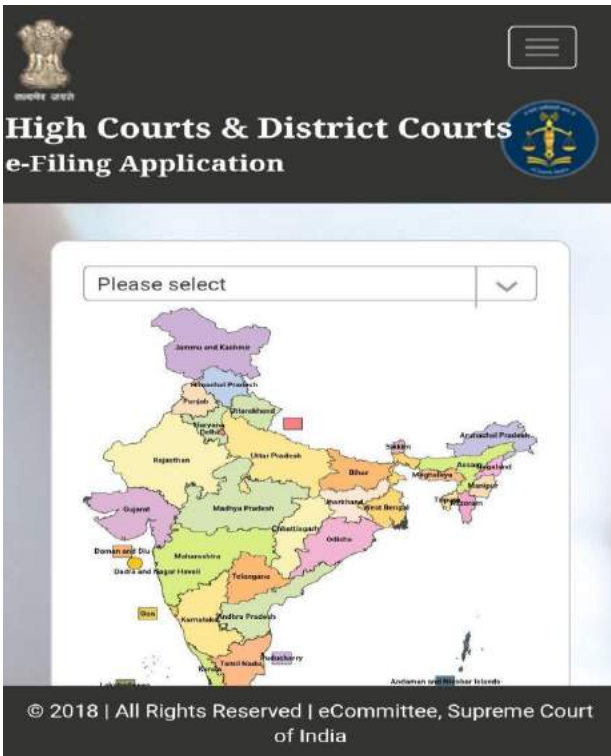 सत्यमेव जयते
High Courts & District Courts
e-Filing Application
Please select
Jammu and Kashmir
Himachal Pradesh
Punjab
Uttarakhand
Haryana
Delhi
Arunachal Pradesh
Sikkim
Rajasthan
Uttar Pradesh
Bihar
Assam
Nagaland
Meghalaya
Manipur
Tripura
Mizoram
Gujarat
Madhya Pradesh
Jharkhand
West Bengal
Chhattisgarh
Odisha
Daman and Diu
Maharashtra
Dadra and Nagar Haveli
Telangana
Goa
Karnataka
Andhra Pradesh
Puducherry
Tamil Nadu
Kerala
Andaman and Nicobar Islands
© 2018 | All Rights Reserved | eCommittee, Supreme Court
of India